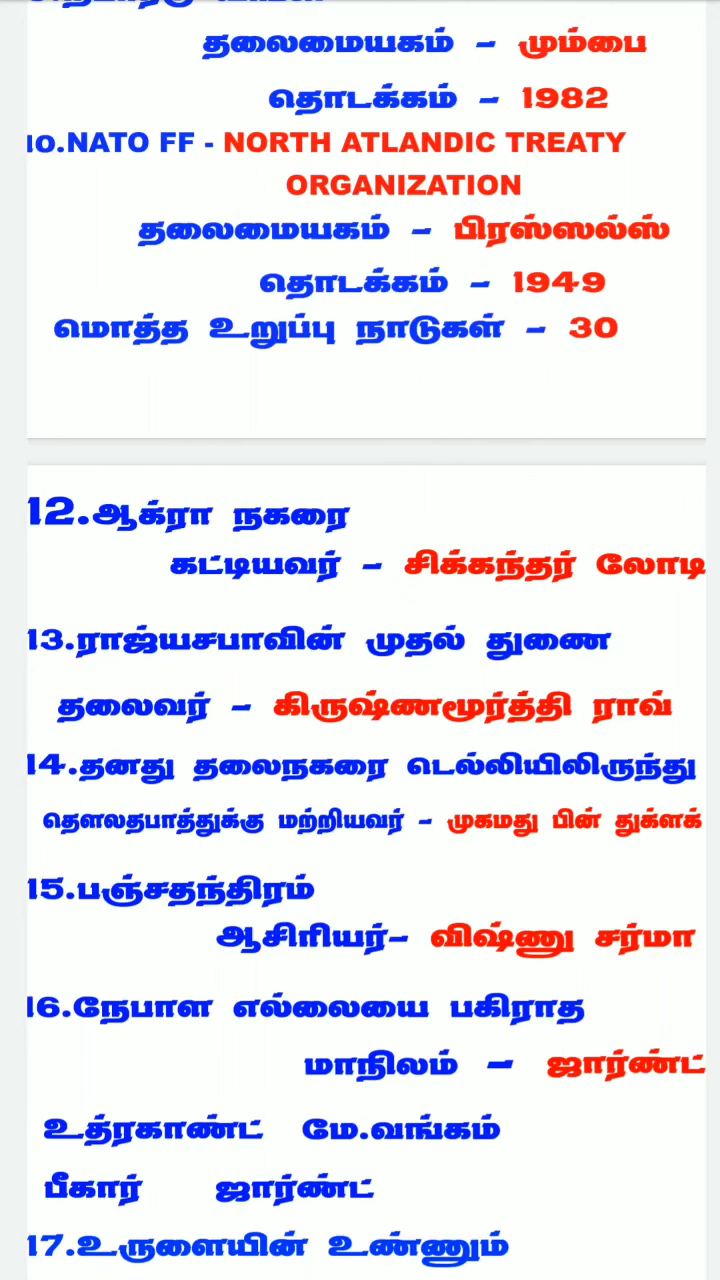 தலைமையகம் – மும்பை
தொடக்கம் – 1982
10.NATO FF - NORTH ATLANDIC TREATY
ORGANIZATION
தலைமையகம் – பிரஸ்ஸல்ஸ்
தொடக்கம் – 1949
மொத்த உறுப்பு நாடுகள் – 30
12.ஆக்ரா நகரை
கட்டியவர் – சிக்கந்தர் லோடி
13.ராஜ்யசபாவின் முதல் துணை
தலைவர் – கிருஷ்ணமூர்த்தி ராவ்
14.தனது தலைநகரை டெல்லியிலிருந்து
தௌலதபாத்துக்கு மற்றியவர் – முகமது பின் துக்ளக்
15.பஞ்சதந்திரம்
ஆசிரியர்– விஷ்ணு சர்மா
16.நேபாள எல்லையை பகிராத
மாநிலம் – ஜார்ண்ட்
உத்ரகாண்ட் மே.வங்கம்
பீகார் ஜார்ண்ட்
17.உருளையின் உண்ணும்